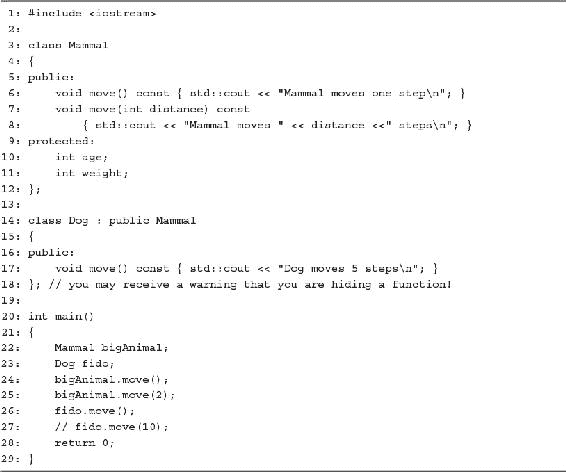 1: #include <iostream>
2:
3: class Mammal
4: {
5: public:
6:     void move() const { std::cout << "Mammal moves one step\n"; }
7:     void move(int distance) const
8:         { std::cout << "Mammal moves " << distance <<" steps\n"; }
9: protected:
10:     int age;
11:     int weight;
12: };
13:
14: class Dog : public Mammal
15: {
16: public:
17:     void move() const { std::cout << "Dog moves 5 steps\n"; }
18: }; // you may receive a warning that you are hiding a function!
19:
20: int main()
21: {
22:     Mammal bigAnimal;
23:     Dog fido;
24:     bigAnimal.move();
25:     bigAnimal.move(2);
26:     fido.move();
27:     // fido.move(10);
28:     return 0;
29: }